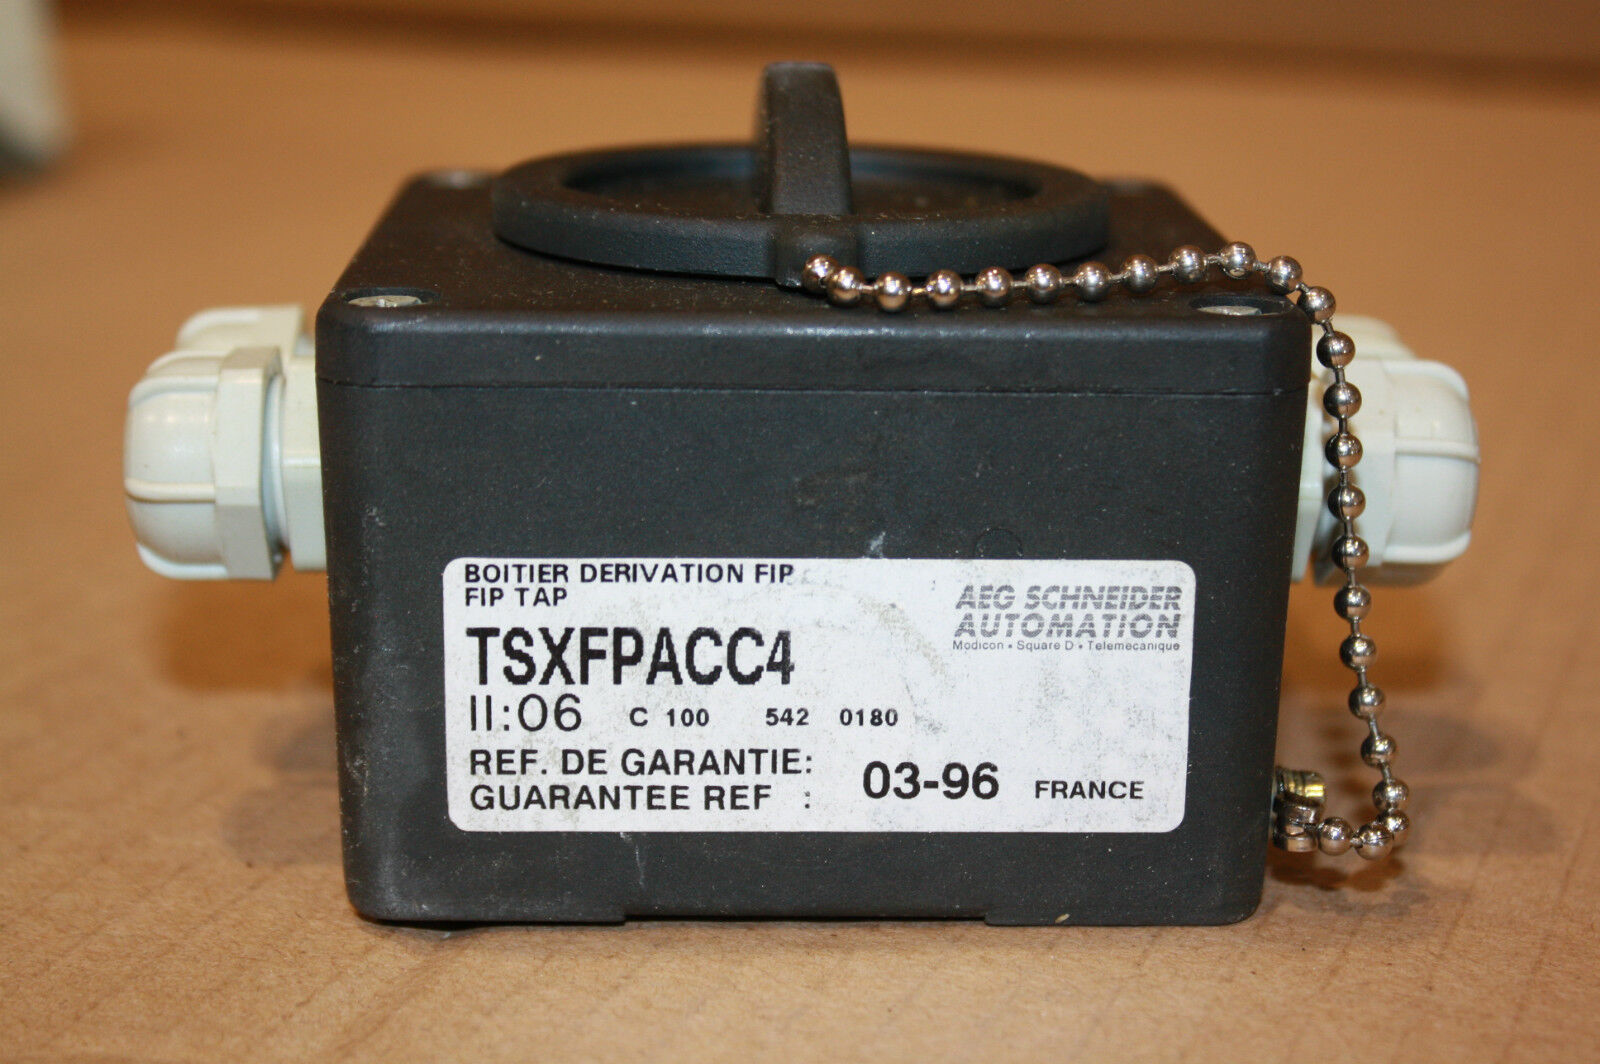 BOITIER DERIVATION FIP
FIP TAP
AEG SCHNEIDER
AUTOMATION
Modicon • Square D • Telemecanique
TSXFPACC4
II:06 C 100 542 0180
REF. DE GARANTIE:
GUARANTEE REF : 03-96 FRANCE